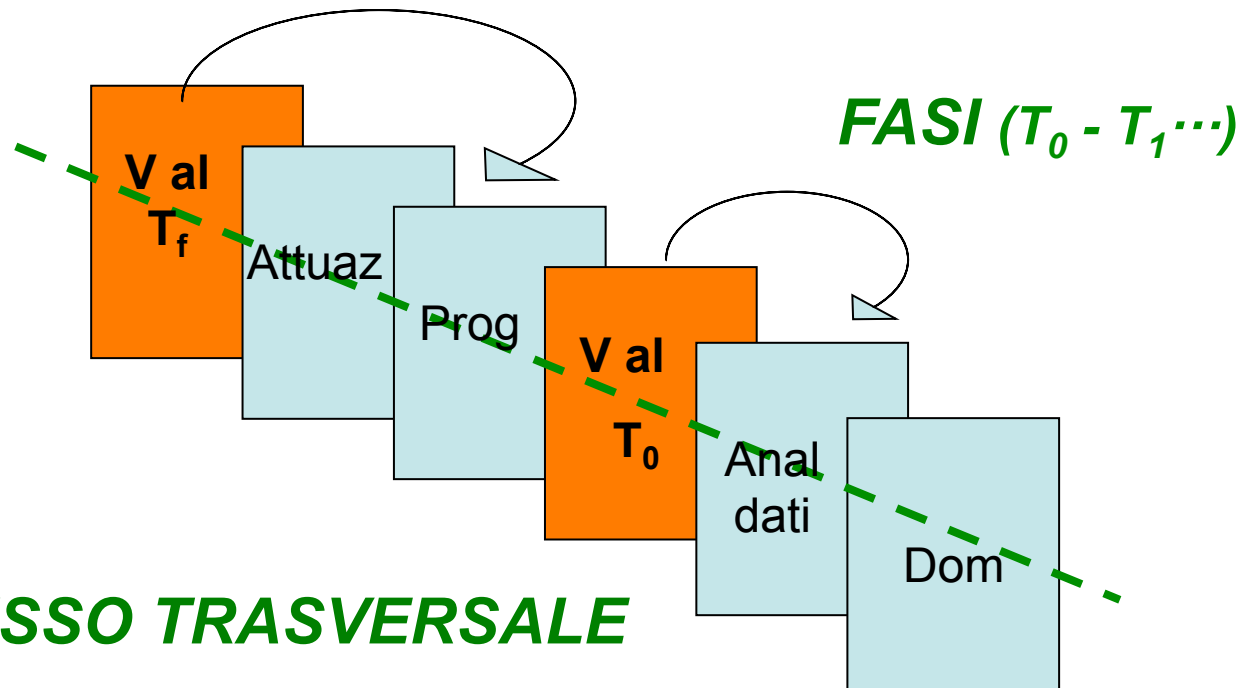 FASI (T0 - T1...)
V al
Tf
Attuaz
Prog
V al
T0
Anal
dati
Dom
SSO TRASVERSALE